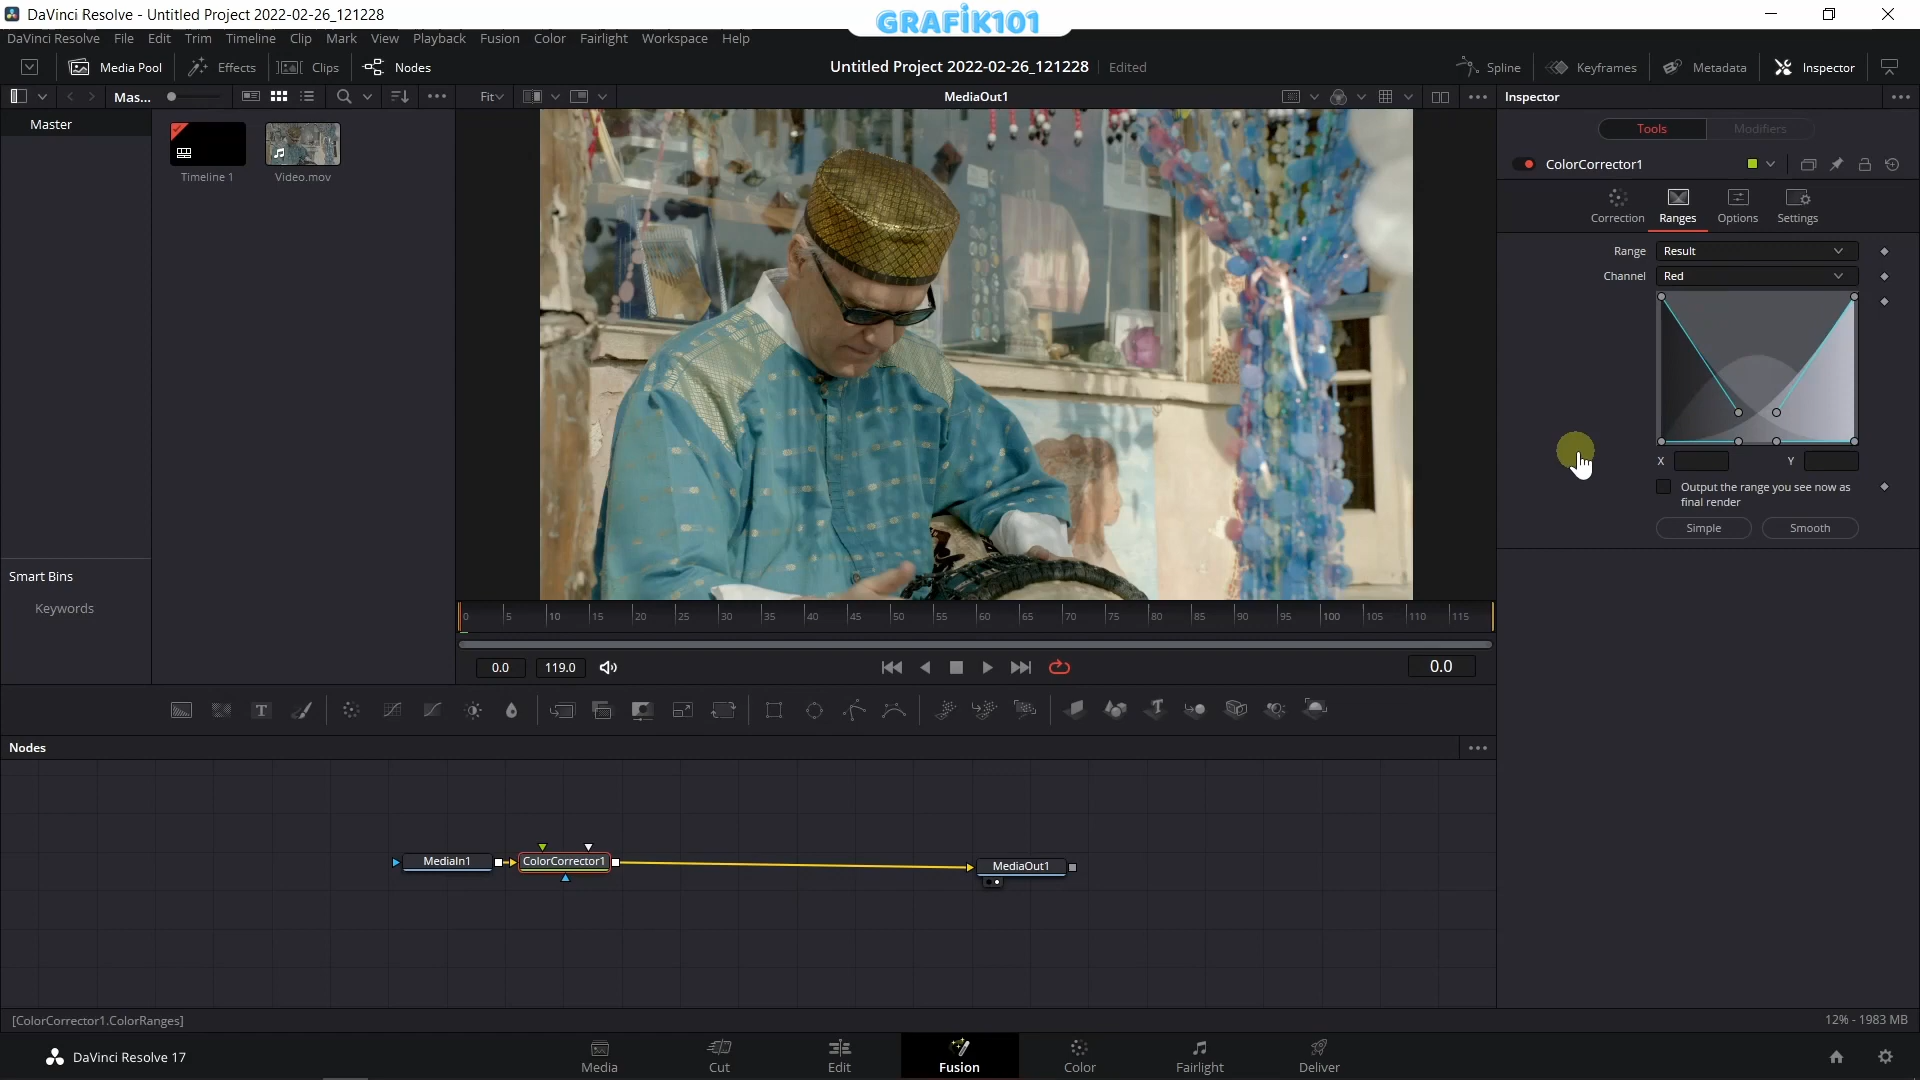 DaVinci Resolve - Untitled Project 2022-02-26_121228
GRAFİK101
DaVinci Resolve File Edit Trim Timeline Clip Mark View Playback Fusion Color Fairlight Workspace Help
Media Pool Effects Clips Nodes Untitled Project 2022-02-26_121228 Edited Spline Keyframes Metadata Inspector
Mas... Fit MediaOut1 Inspector
Master
Timeline 1 Video.mov
Smart Bins
Keywords
Tools Modifiers
ColorCorrector1
Correction Ranges Options Settings
Range Result
Channel Red
X Y
Output the range you see now as
final render
Simple Smooth
0 5 10 15 20 25 30 35 40 45 50 55 60 65 70 75 80 85 90 95 100 105 110 115
0.0 119.0 0.0
Nodes
MediaIn1 ColorCorrector1 MediaOut1
[ColorCorrector1.ColorRanges] 12% - 1983 MB
DaVinci Resolve 17 Media Cut Edit Fusion Color Fairlight Deliver